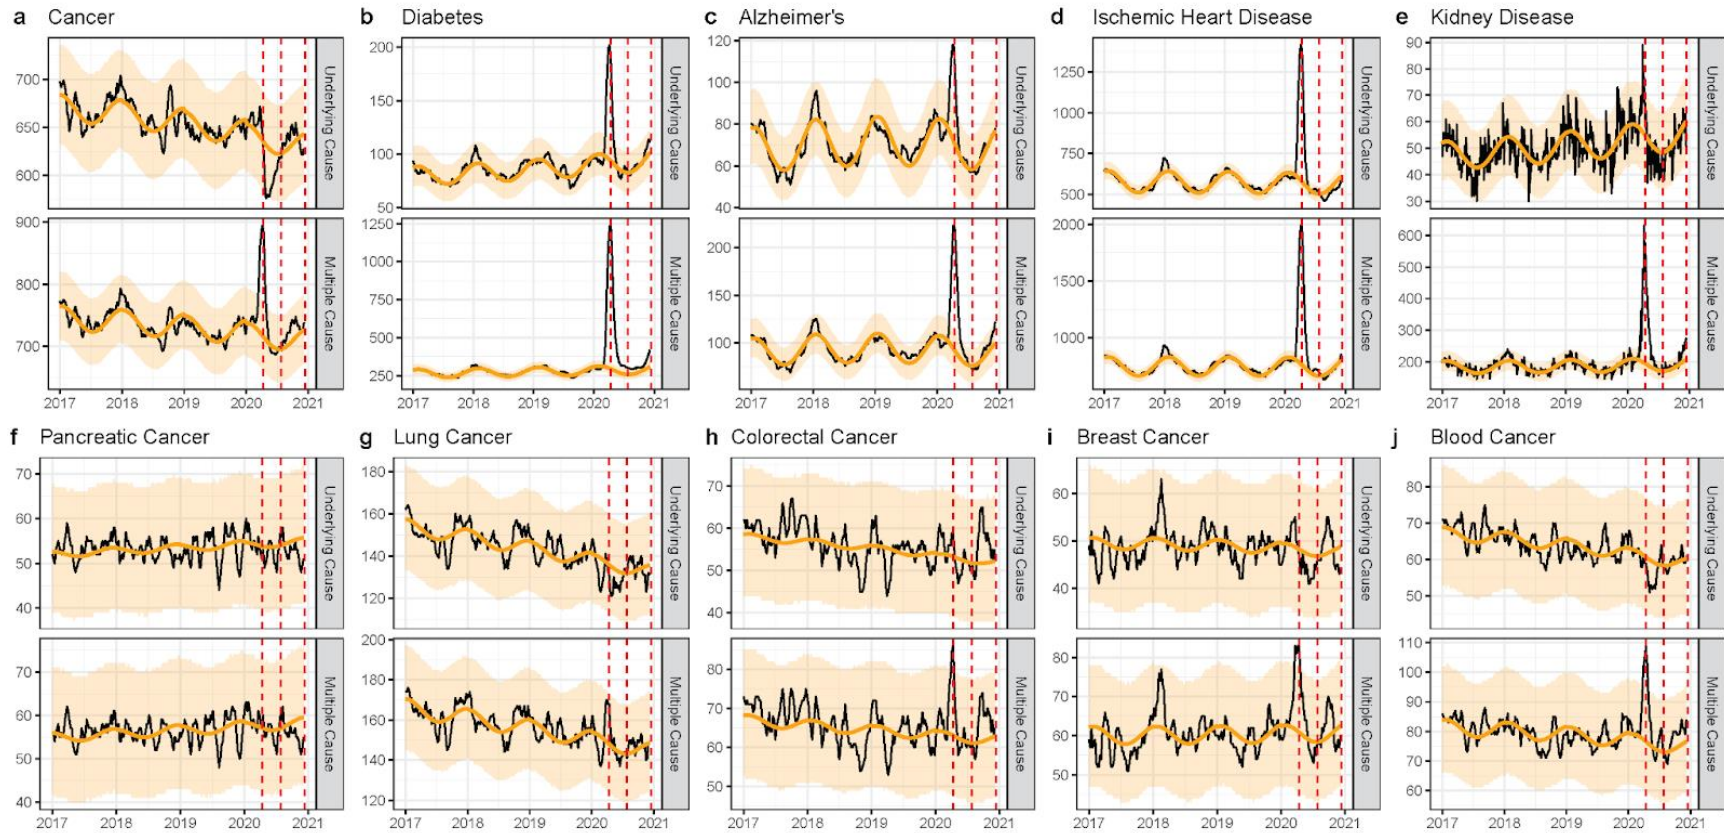 a Cancer
b Diabetes
c Alzheimer's
d Ischemic Heart Disease
e Kidney Disease
700
650
600
Underlying Cause
200
150
100
50
Underlying Cause
120
100
80
60
40
Underlying Cause
1250
1000
750
500
Underlying Cause
90
80
70
60
50
40
30
Underlying Cause
900
800
700
Multiple Cause
1250
1000
750
500
250
Multiple Cause
200
150
100
Multiple Cause
2000
1500
1000
Multiple Cause
600
500
400
300
200
Multiple Cause
2017 2018 2019 2020 2021
2017 2018 2019 2020 2021
2017 2018 2019 2020 2021
2017 2018 2019 2020 2021
2017 2018 2019 2020 2021
f Pancreatic Cancer
g Lung Cancer
h Colorectal Cancer
i Breast Cancer
j Blood Cancer
70
60
50
40
Underlying Cause
180
160
140
120
Underlying Cause
70
60
50
40
Underlying Cause
60
50
40
Underlying Cause
80
70
60
50
Underlying Cause
70
60
50
40
Multiple Cause
200
180
160
140
120
Multiple Cause
80
70
60
50
Multiple Cause
80
70
60
50
Multiple Cause
110
100
90
80
70
60
Multiple Cause
2017 2018 2019 2020 2021
2017 2018 2019 2020 2021
2017 2018 2019 2020 2021
2017 2018 2019 2020 2021
2017 2018 2019 2020 2021